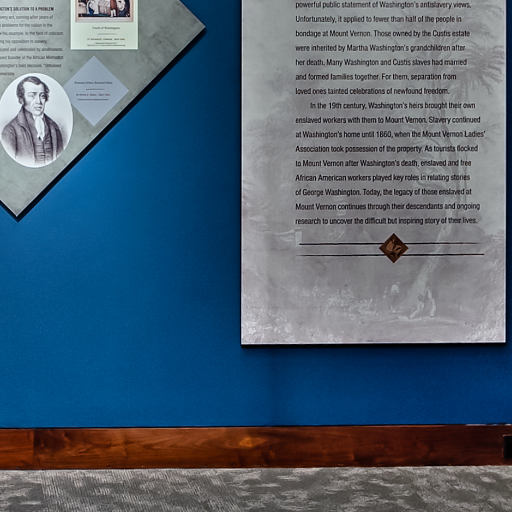 NGTON'S SOLUTION TO A PROBLEM
powerful public statement of Washington's antislavery views.
Unfortunately, it applied to fewer than half of the people in
bondage at Mount Vernon. Those owned by the Custis estate
were inherited by Martha Washington's grandchildren after
her death. Many Washington and Custis slaves had married
and formed families together. For them, separation from
loved ones tainted celebrations of newfound freedom.
In the 19th century, Washington's heirs brought their own
enslaved workers with them to Mount Vernon. Slavery continued
at Washington's home until 1860, when the Mount Vernon Ladies'
Association took possession of the property. As tourists flocked
to Mount Vernon after Washington's death, enslaved and free
African American workers played key roles in relating stories
of George Washington. Today, the legacy of those enslaved at
Mount Vernon continues through their descendants and ongoing
research to uncover the difficult but inspiring story of their lives.